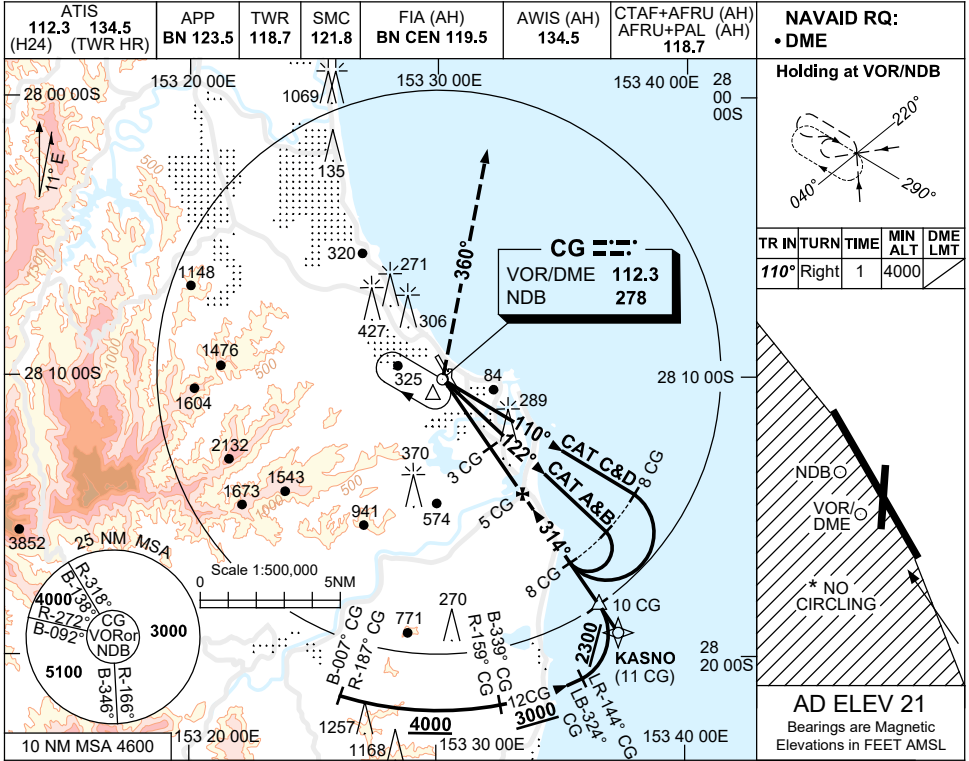 ATIS
112.3 134.5
(H24) (TWR HR)
APP
BN 123.5
TWR
118.7
SMC
121.8
FIA (AH)
BN CEN 119.5
AWIS (AH)
134.5
CTAF+AFRU (AH)
AFRU+PAL (AH)
118.7
NAVAID RQ:
• DME
Holding at VOR/NDB
220°
040°
290°
TR IN TURN TIME MIN ALT DME LMT
110° Right 1 4000
28 00 00S
153 20 00E
153 30 00E
153 40 00E
28
00
00S
11° E
1069
135
500
1500
320
271
427
306
360°
CG
VOR/DME 112.3
NDB 278
1148
1476
1604
500
1000
28 10 00S
28 10 00S
325
84
289
110° CAT C&D
122° CAT A&B
8 CG
3 CG
5 CG
314°
8 CG
10 CG
370
574
2132
1673
1543
1000
500
941
3852
25 NM MSA
R-318°
B-138°
4000
R-272°
B-092°
CG
VORor
NDB
3000
5100
B-346°
R-166°
Scale 1:500,000
0 5NM
270
771
KASNO
(11 CG)
20 00S
28
2300
B-007° CG
R-187° CG
B-339° CG
R-159° CG
12CG
LR-144° CG
LB-324° CG
4000
3000
1257
1168
10 NM MSA 4600
153 20 00E
153 30 00E
153 40 00E
NDB
VOR/
DME
* NO
CIRCLING
AD ELEV 21
Bearings are Magnetic
Elevations in FEET AMSL